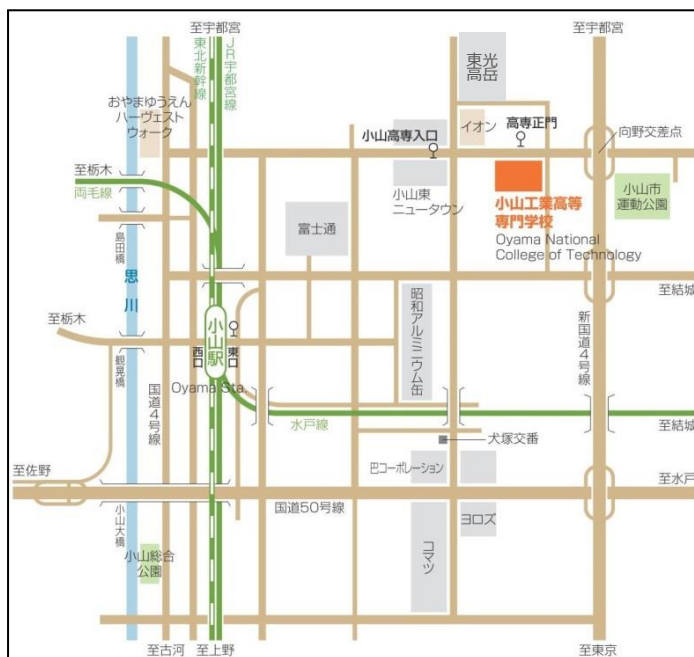 至宇都宮
至宇都宮
東北新幹線
JR宇都宮線
東光
高岳
おやまゆうえん
ハーヴェスト
ウォーク
小山高専入口
イオン
高専正門
向野交差点
至栃木
両毛線
小山東
ニュータウン
小山工業高等
専門学校
Oyama National
College of Technology
小山市
運動公園
富士通
島田橋
思川
至結城
昭和アルミニウム缶
新国道4号線
至栃木
観晃橋
小山駅
西口
東口
Oyama Sta.
国道4号線
水戸線
犬塚交番
至結城
至佐野
巴コーポレーション
至水戸
国道50号線
小山大橋
ヨロズ
コマツ
小山総合
公園
至古河
至上野
至東京